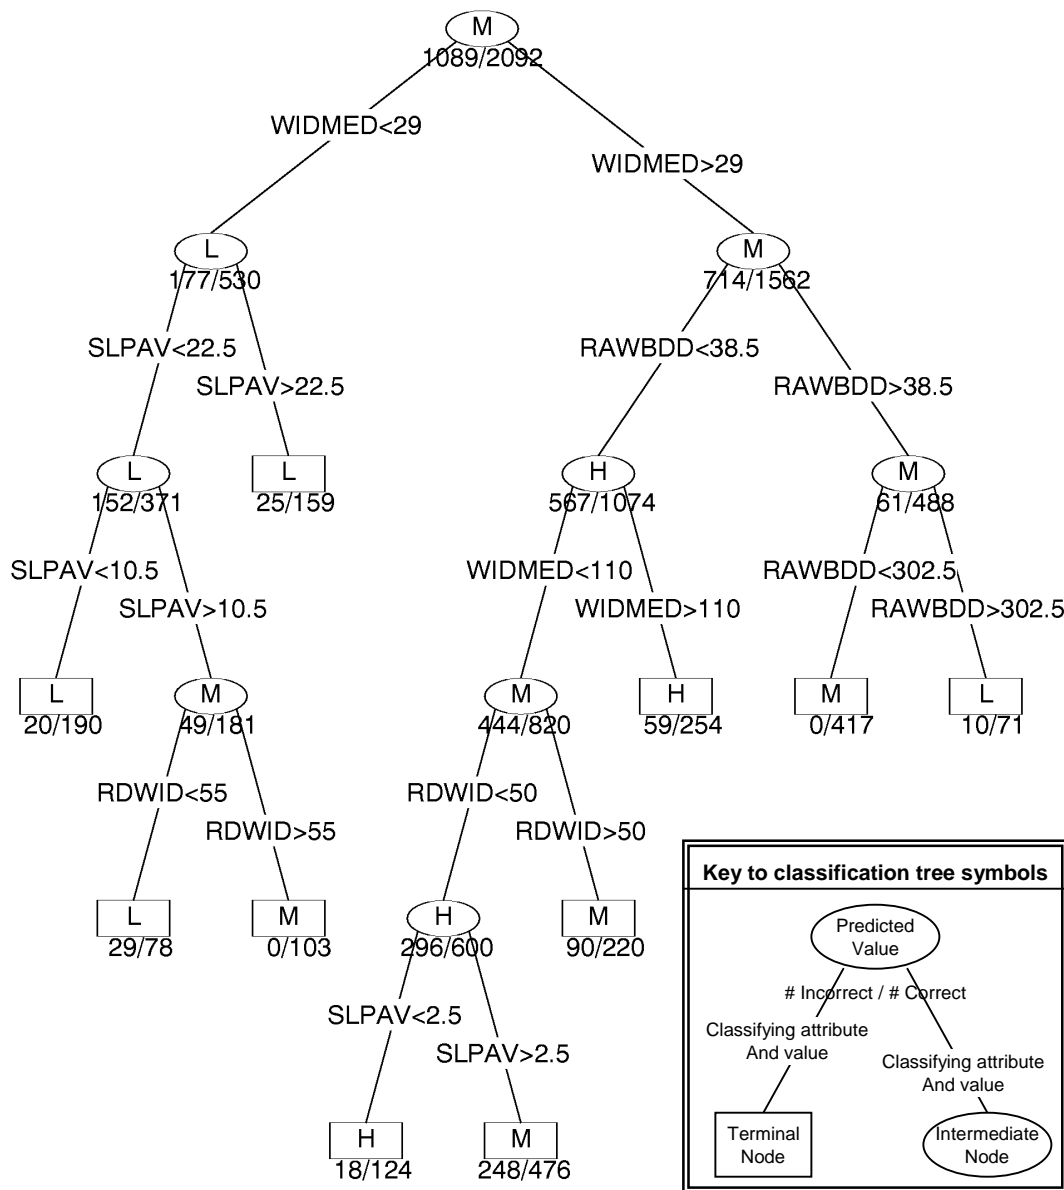 M
1089/2092
WIDMED<29
WIDMED>29
L
177/530
M
714/1562
SLPAV<22.5
SLPAV>22.5
RAWBDD<38.5
RAWBDD>38.5
L
152/371
L
25/159
H
567/1074
M
61/488
SLPAV<10.5
SLPAV>10.5
WIDMED<110
WIDMED>110
RAWBDD<302.5
RAWBDD>302.5
L
20/190
M
49/181
M
444/820
H
59/254
M
0/417
L
10/71
RDWID<55
RDWID>55
RDWID<50
RDWID>50
L
29/78
M
0/103
H
296/600
M
90/220
SLPAV<2.5
SLPAV>2.5
H
18/124
M
248/476
Key to classification tree symbols
Predicted
Value
# Incorrect / # Correct
Classifying attribute
And value
Classifying attribute
And value
Terminal
Node
Intermediate
Node